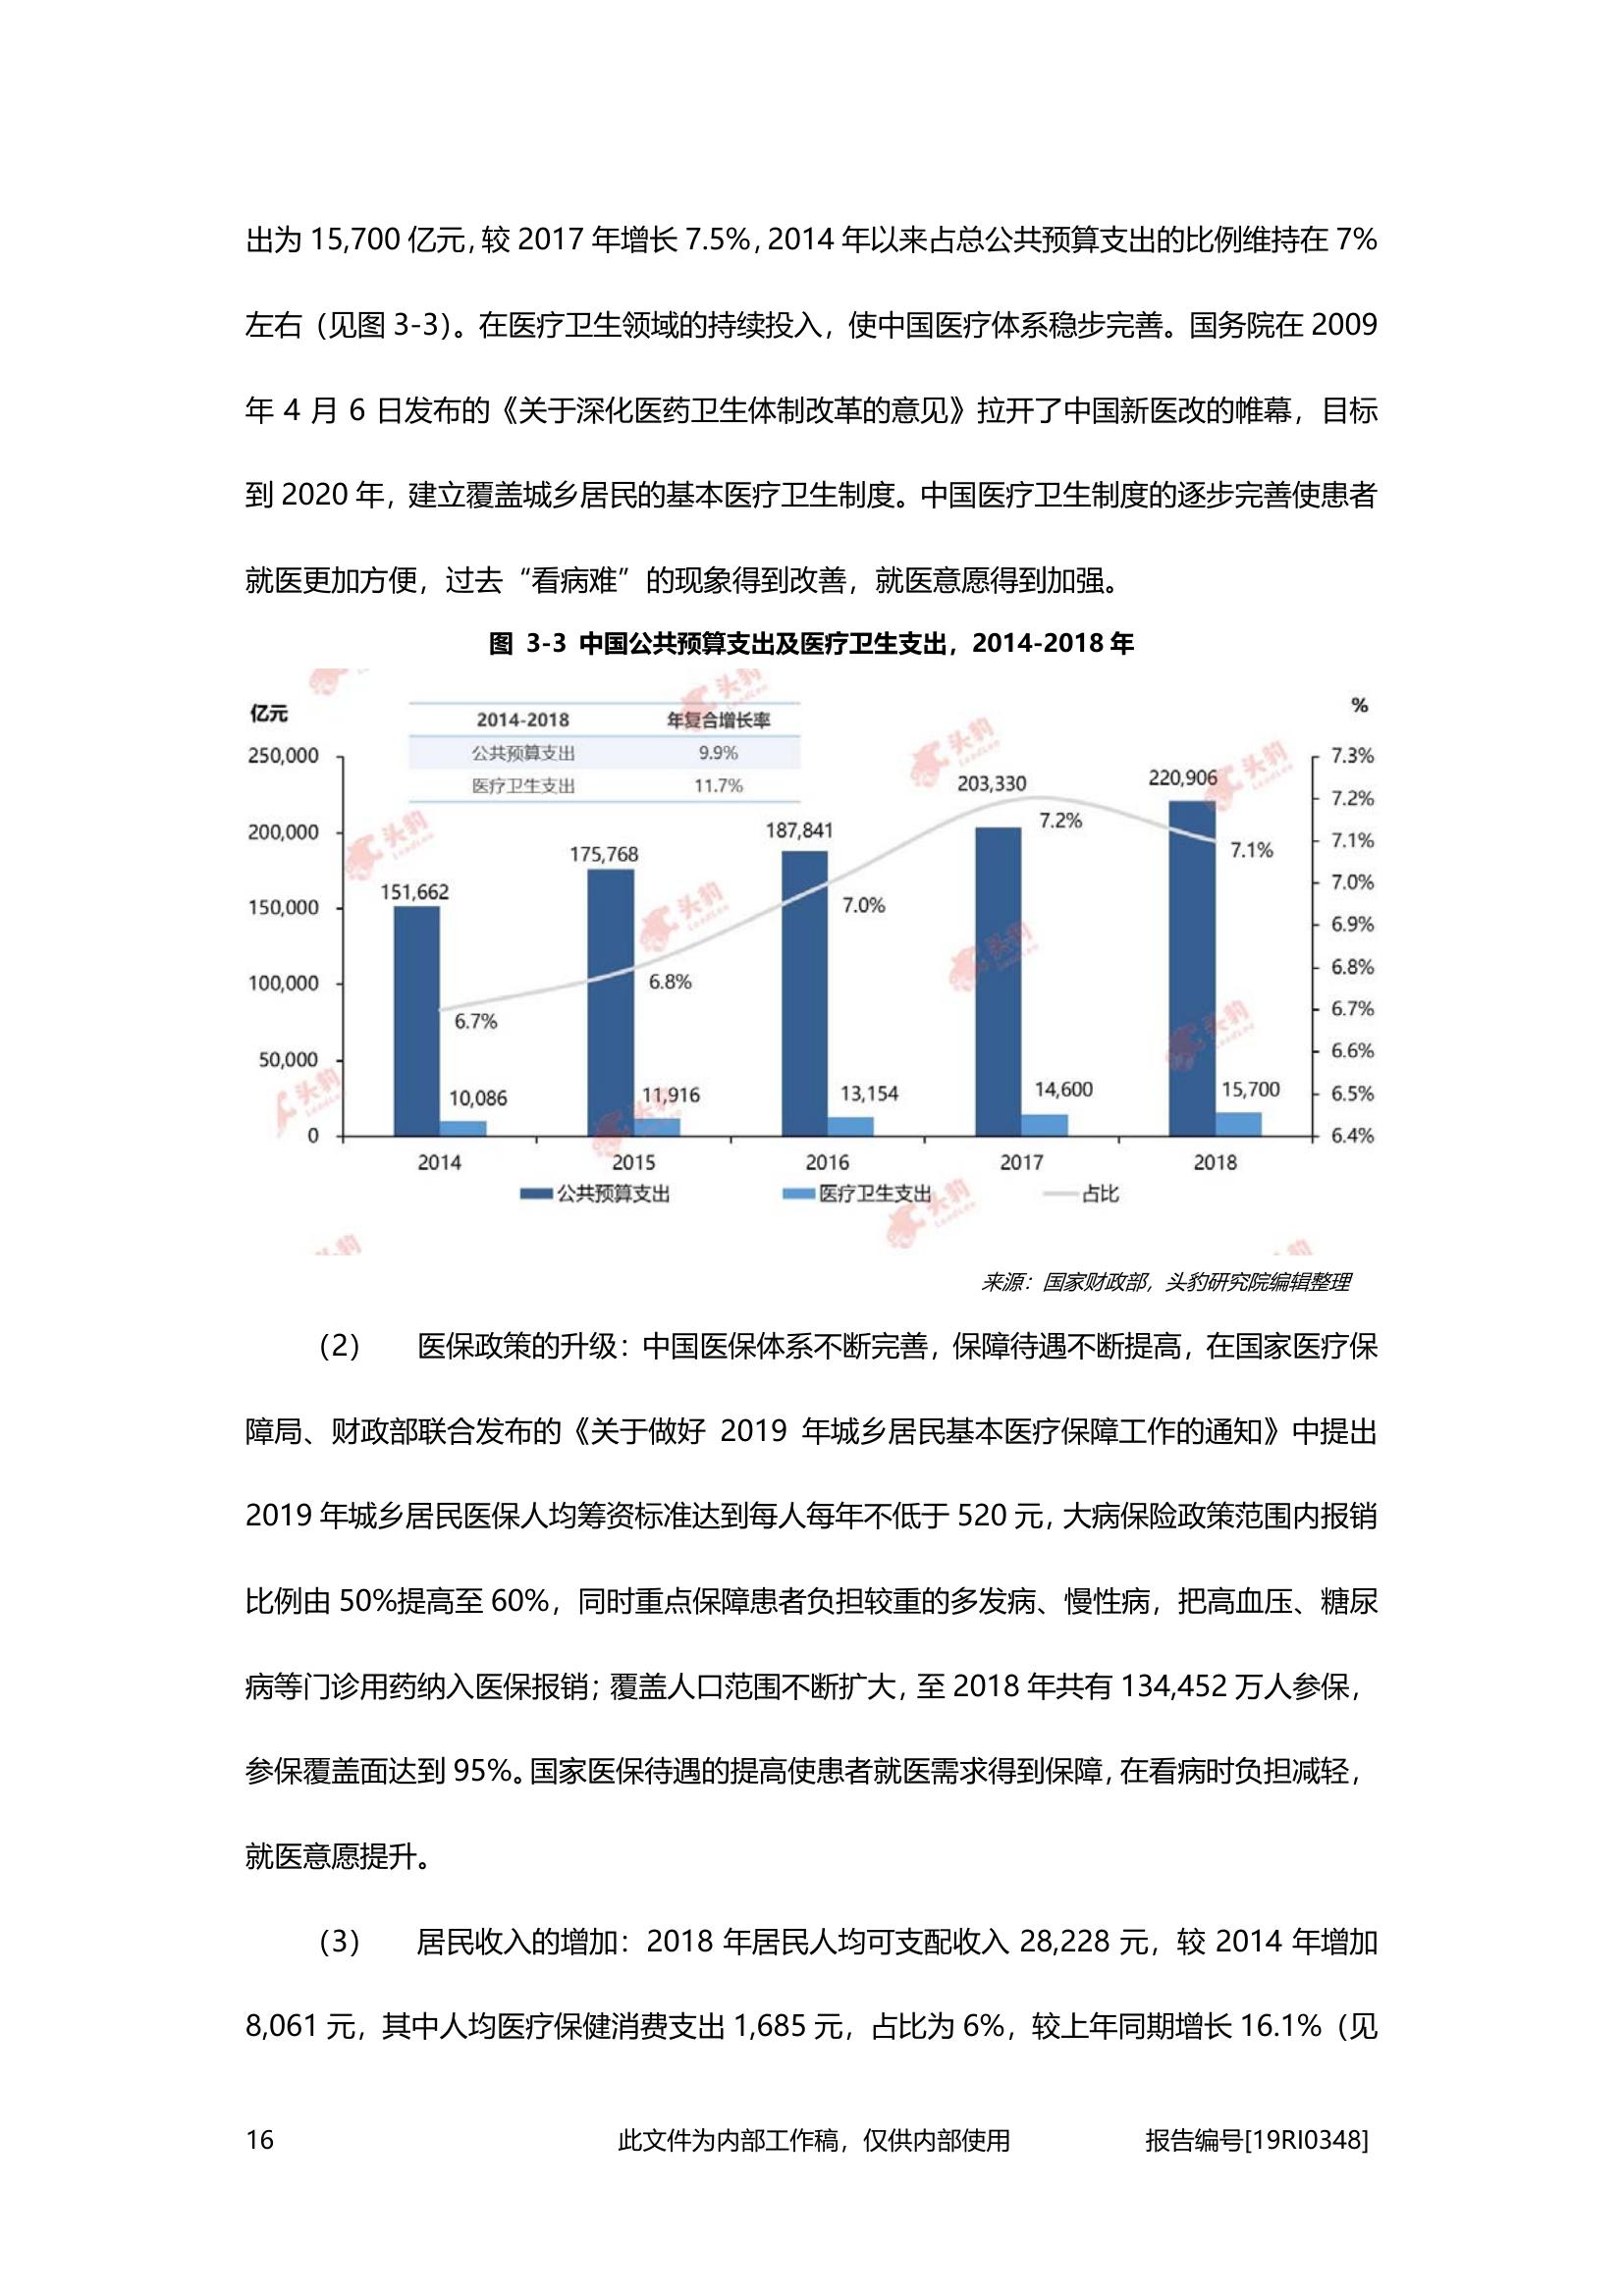 出为 15,700 亿元，较 2017 年增长 7.5%，2014 年以来占总公共预算支出的比例维持在 7%
左右（见图 3-3）。在医疗卫生领域的持续投入，使中国医疗体系稳步完善。国务院在 2009
年 4 月 6 日发布的《关于深化医药卫生体制改革的意见》拉开了中国新医改的帷幕，目标
到 2020 年，建立覆盖城乡居民的基本医疗卫生制度。中国医疗卫生制度的逐步完善使患者
就医更加方便，过去“看病难”的现象得到改善，就医意愿得到加强。
图 3-3 中国公共预算支出及医疗卫生支出，2014-2018 年
亿元
%
2014-2018 年复合增长率
公共预算支出 9.9%
医疗卫生支出 11.7%
250,000
200,000
150,000
100,000
50,000
0
7.3%
7.2%
7.1%
7.0%
6.9%
6.8%
6.7%
6.6%
6.5%
6.4%
151,662
175,768
187,841
203,330
220,906
6.7%
6.8%
7.0%
7.2%
7.1%
10,086
11,916
13,154
14,600
15,700
2014 2015 2016 2017 2018
公共预算支出 医疗卫生支出 占比
头豹
LeadLeo
来源：国家财政部，头豹研究院编辑整理
（2） 医保政策的升级：中国医保体系不断完善，保障待遇不断提高，在国家医疗保
障局、财政部联合发布的《关于做好 2019 年城乡居民基本医疗保障工作的通知》中提出
2019 年城乡居民医保人均筹资标准达到每人每年不低于 520 元，大病保险政策范围内报销
比例由 50%提高至 60%，同时重点保障患者负担较重的多发病、慢性病，把高血压、糖尿
病等门诊用药纳入医保报销；覆盖人口范围不断扩大，至 2018 年共有 134,452 万人参保，
参保覆盖面达到 95%。国家医保待遇的提高使患者就医需求得到保障，在看病时负担减轻，
就医意愿提升。
（3） 居民收入的增加：2018 年居民人均可支配收入 28,228 元，较 2014 年增加
8,061 元，其中人均医疗保健消费支出 1,685 元，占比为 6%，较上年同期增长 16.1%（见
16 此文件为内部工作稿，仅供内部使用 报告编号[19RI0348]